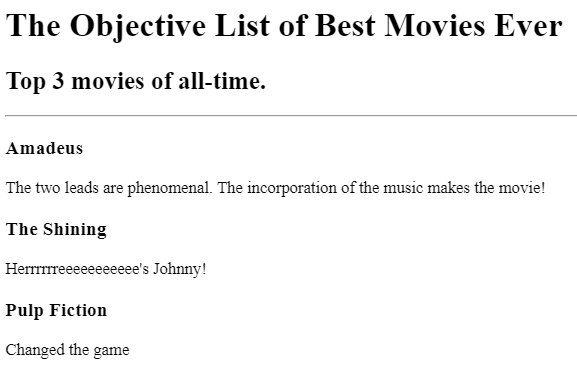 The Objective List of Best Movies Ever
Top 3 movies of all-time.
Amadeus
The two leads are phenomenal. The incorporation of the music makes the movie!
The Shining
Herrrrrreeeeeeeeeee's Johnny!
Pulp Fiction
Changed the game